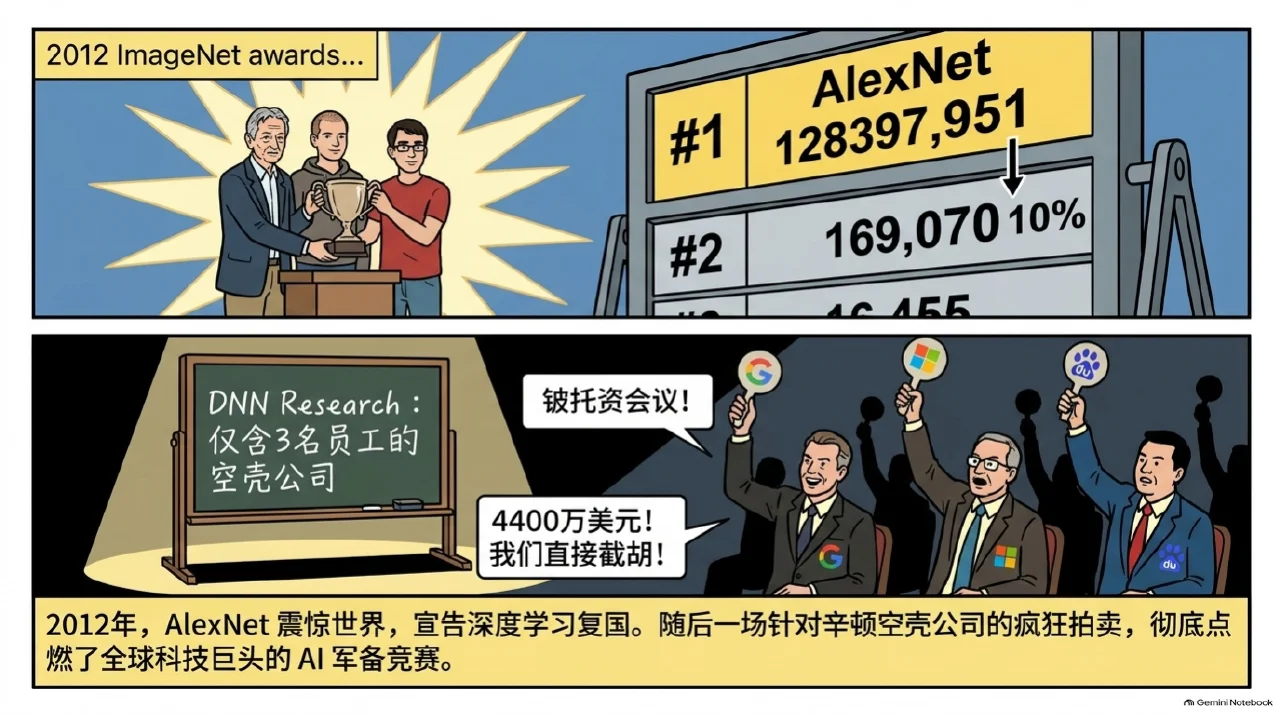 2012 ImageNet awards...
#1
AlexNet
128397,951
#2
169,070 10%
DNN Research：
仅含3名员工的
空壳公司
铍托资会议！
4400万美元！
我们直接截胡！
G
du
G
du
2012年，AlexNet 震惊世界，宣告深度学习复国。随后一场针对辛顿空壳公司的疯狂拍卖，彻底点
燃了全球科技巨头的 AI 军备竞赛。
Gemini Notebook